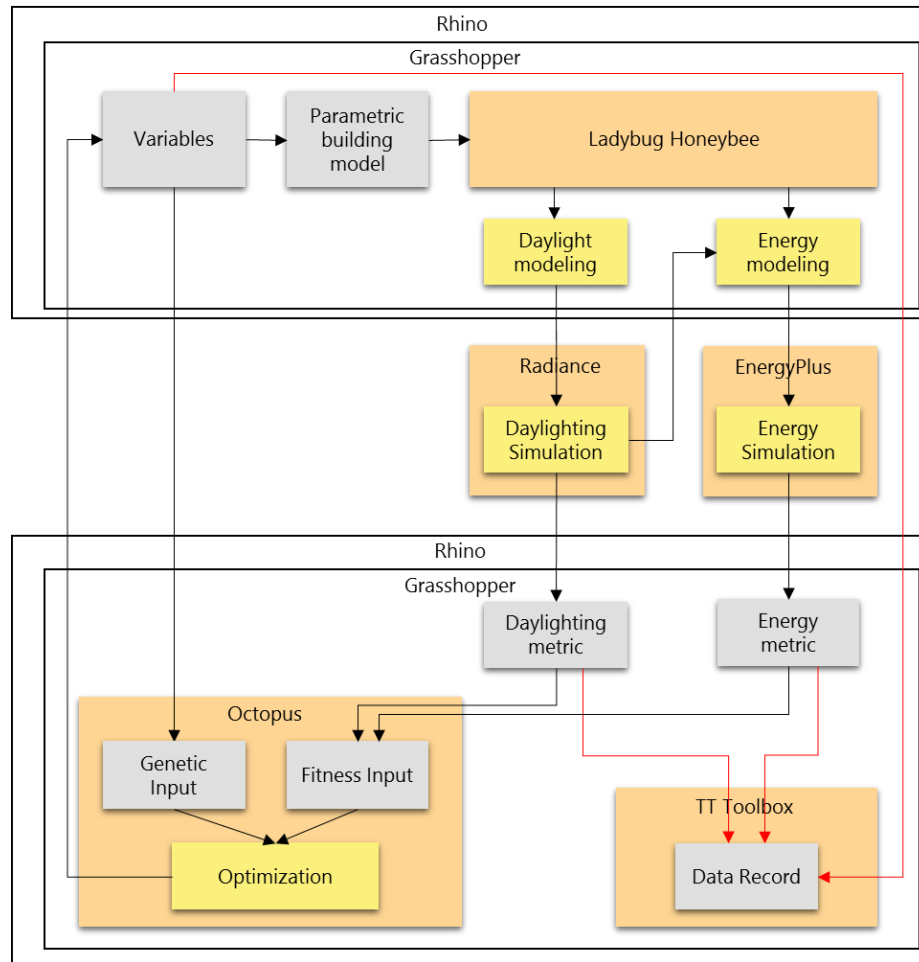 Rhino
Grasshopper
Variables
Parametric
building
model
Ladybug Honeybee
Daylight
modeling
Energy
modeling
Radiance
EnergyPlus
Daylighting
Simulation
Energy
Simulation
Rhino
Grasshopper
Daylighting
metric
Energy
metric
Octopus
Genetic
Input
Fitness Input
TT Toolbox
Optimization
Data Record